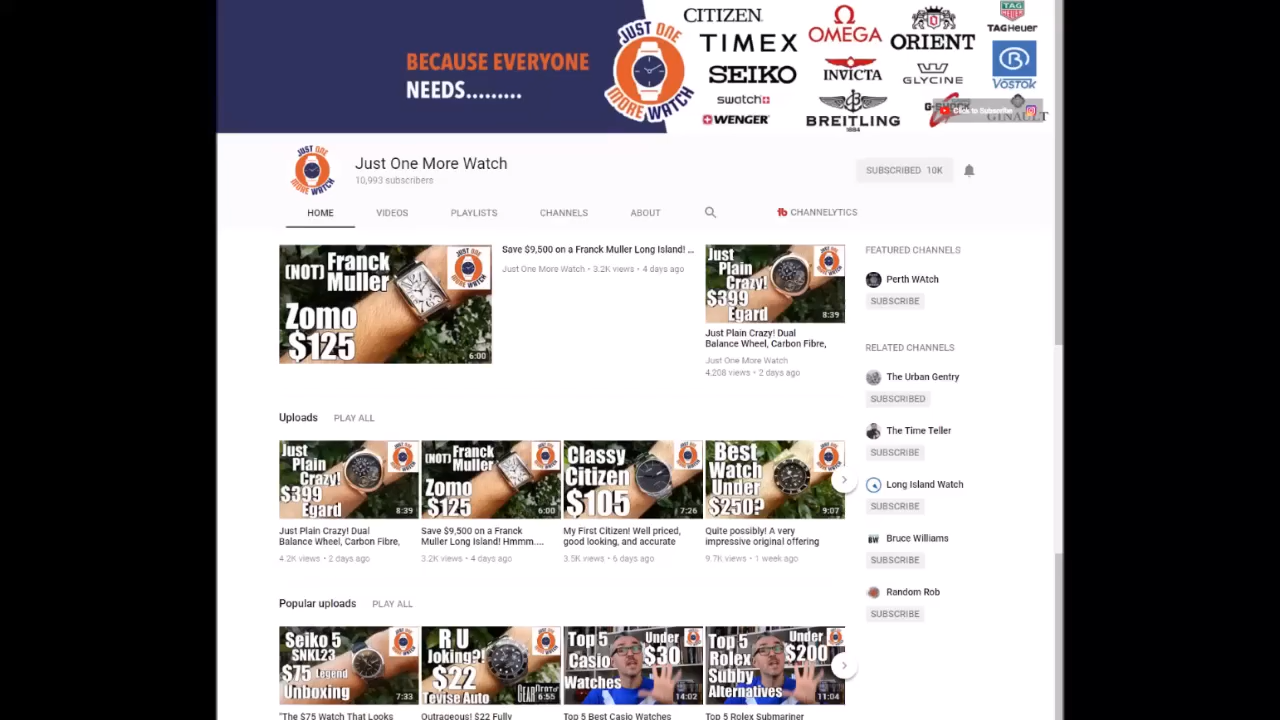 BECAUSE EVERYONE
NEEDS.........
JUST ONE
MORE WATCH
CITIZEN
TIMEX
SEIKO
swatch
WENGER
OMEGA
INVICTA
BREITLING
1884
ORIENT
GLYCINE
G-SHOCK
TAG
TAGHeuer
VOSTOK
GINAULT
Click to Subscribe
JUST ONE
MORE WATCH
Just One More Watch
10,993 subscribers
SUBSCRIBED 10K
HOME
VIDEOS
PLAYLISTS
CHANNELS
ABOUT
CHANNELYTICS
(NOT) Franck
Muller
Zomo
$125
6:00
Save $9,500 on a Franck Muller Long Island! ...
Just One More Watch • 3.2K views • 4 days ago
Just
Plain
Crazy!
$399
Egard
8:39
Just Plain Crazy! Dual
Balance Wheel, Carbon Fibre,
Just One More Watch
4,208 views • 2 days ago
FEATURED CHANNELS
Perth WAtch
SUBSCRIBE
RELATED CHANNELS
The Urban Gentry
SUBSCRIBED
The Time Teller
SUBSCRIBE
Long Island Watch
SUBSCRIBE
BW
Bruce Williams
SUBSCRIBE
Random Rob
SUBSCRIBE
Uploads
PLAY ALL
Just
Plain
Crazy!
$399
Egard
8:39
Just Plain Crazy! Dual
Balance Wheel, Carbon Fibre,
4.2K views • 2 days ago
(NOT) Franck
Muller
Zomo
$125
6:00
Save $9,500 on a Franck
Muller Long Island! Hmmm....
3.2K views • 4 days ago
Classy
Citizen
$105
7:26
My First Citizen! Well priced,
good looking, and accurate
3.5K views • 6 days ago
Best
Watch
Under
$250?
9:07
Quite possibly! A very
impressive original offering
9.7K views • 1 week ago
Popular uploads
PLAY ALL
Seiko 5
SNKL23
$75 Legend
Unboxing
7:33
"The $75 Watch That Looks
R U
Joking?!
$22
Tevise Auto
6:55
Outrageous! $22 Fully
Top 5
Casio
Watches
Under
$30
14:02
Top 5 Best Casio Watches
Top 5
Rolex
Subby
Alternatives
Under
$200
11:04
Top 5 Rolex Submariner